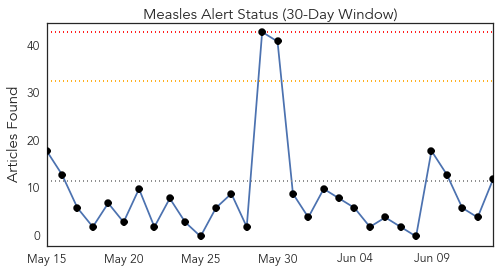 Measles Alert Status (30-Day Window)
Articles Found
40
30
20
10
0
May 15
May 20
May 25
May 30
Jun 04
Jun 09